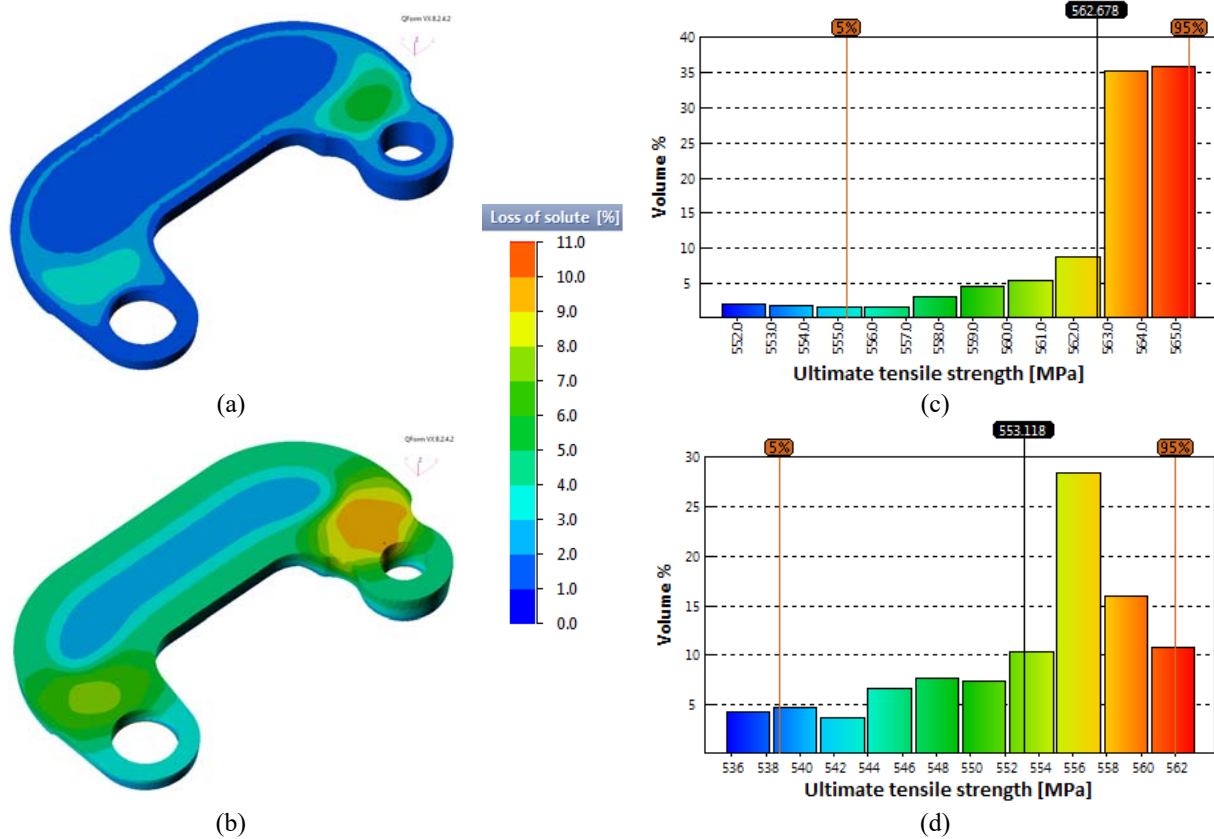 QForm VX 8.2.4.2
Z
(a)
Loss of solute [%]
11.0
10.0
9.0
8.0
7.0
6.0
5.0
4.0
3.0
2.0
1.0
0.0
QForm VX 8.2.4.2
Z
(b)
562.678
5%
95%
40
35
30
25
20
15
10
5
Volume %
552.0 553.0 554.0 555.0 556.0 557.0 558.0 559.0 560.0 561.0 562.0 563.0 564.0 565.0
Ultimate tensile strength [MPa]
(c)
553.118
5%
95%
30
25
20
15
10
5
Volume %
536 538 540 542 544 546 548 550 552 554 556 558 560 562
Ultimate tensile strength [MPa]
(d)